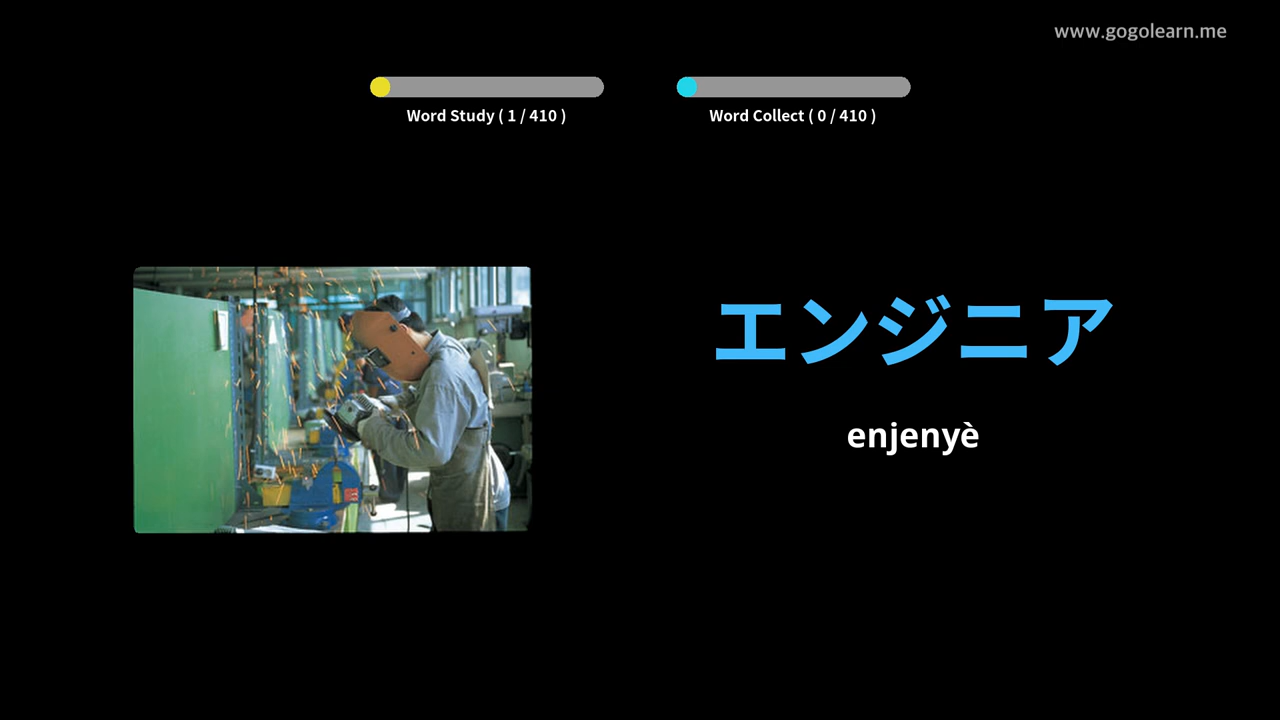 www.gogolearn.me
Word Study ( 1 / 410 )
Word Collect ( 0 / 410 )
エンジニア
enjenyè